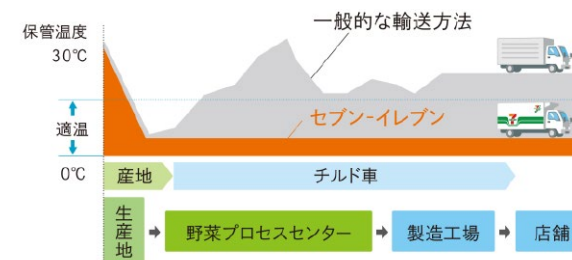 一般的な輸送方法
保管温度
30℃
適温
セブン-イレブン
0℃
産地
チルド車
生産地
野菜プロセスセンター
製造工場
店舗